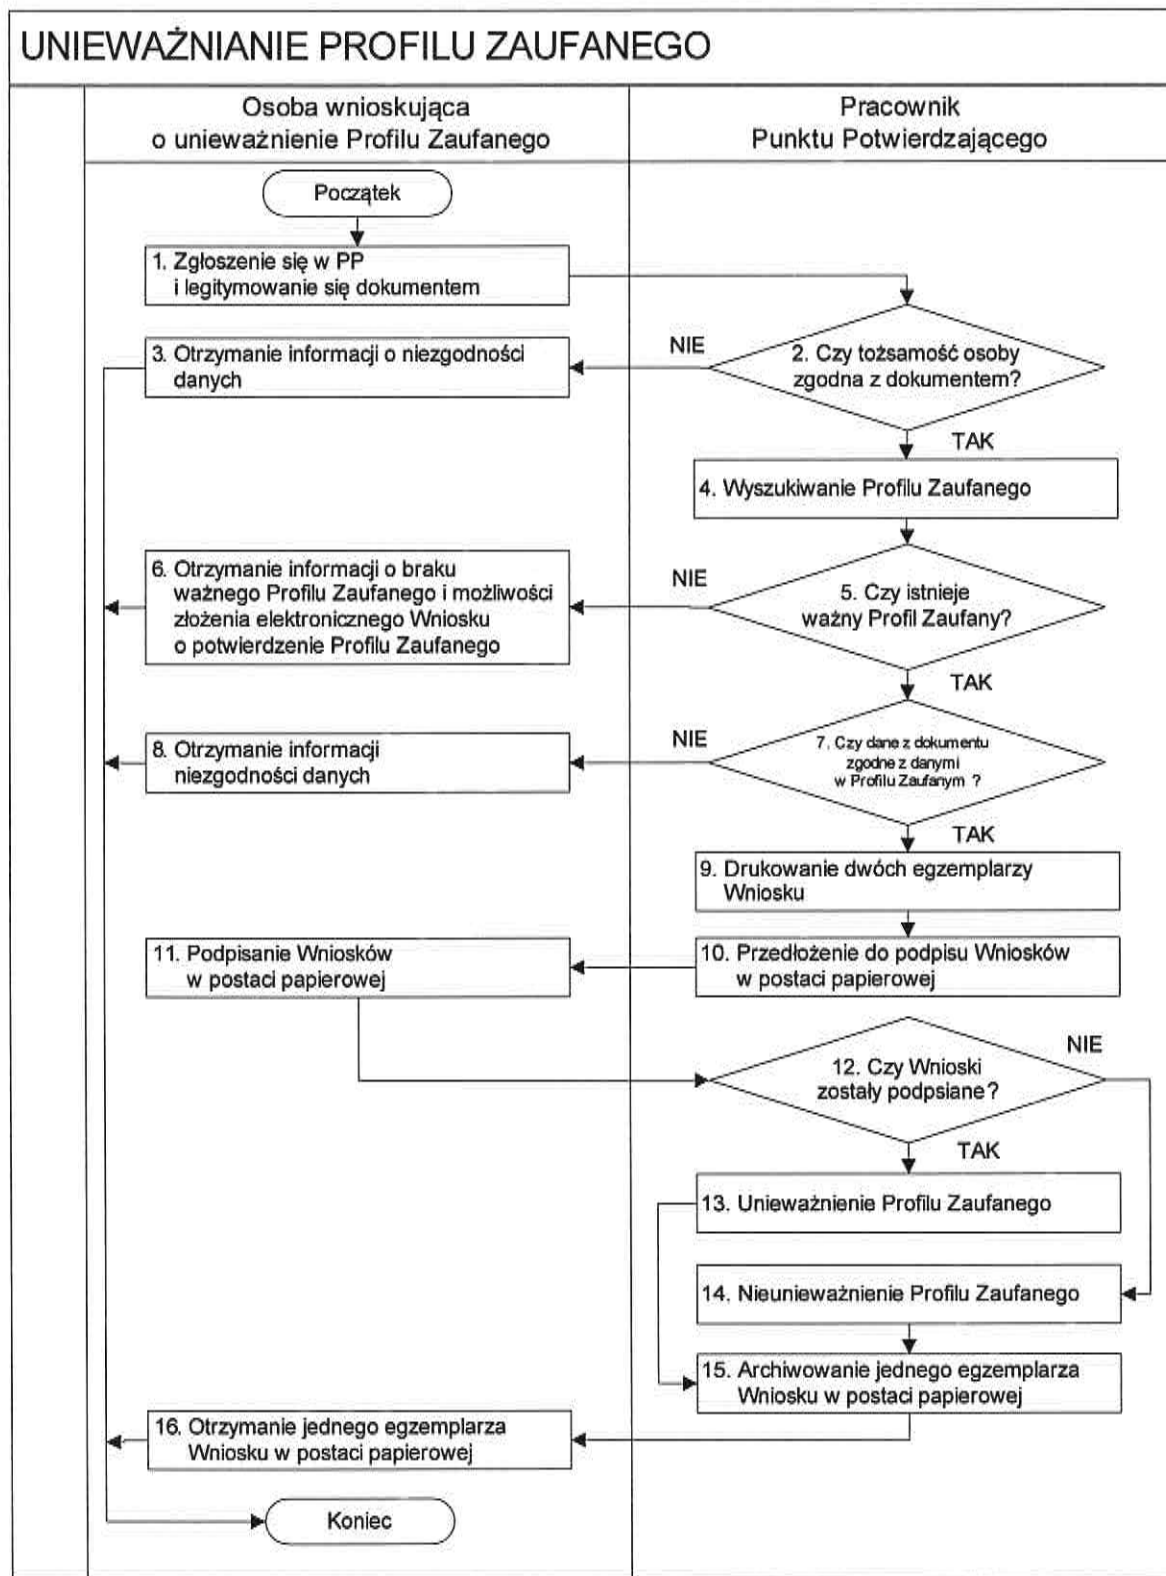 UNIEWAŻNIANIE PROFILU ZAUFANEGO
Osoba wnioskująca
o unieważnienie Profilu Zaufanego
Pracownik
Punktu Potwierdzającego
Początek
1. Zgłoszenie się w PP
i legitymowanie się dokumentem
2. Czy tożsamość osoby
zgodna z dokumentem?
NIE
3. Otrzymanie informacji o niezgodności
danych
TAK
4. Wyszukiwanie Profilu Zaufanego
5. Czy istnieje
ważny Profil Zaufany?
NIE
6. Otrzymanie informacji o braku
ważnego Profilu Zaufanego i możliwości
złożenia elektronicznego Wniosku
o potwierdzenie Profilu Zaufanego
TAK
7. Czy dane z dokumentu
zgodne z danymi
w Profilu Zaufanym ?
NIE
8. Otrzymanie informacji
niezgodności danych
TAK
9. Drukowanie dwóch egzemplarzy
Wniosku
10. Przedłożenie do podpisu Wniosków
w postaci papierowej
11. Podpisanie Wniosków
w postaci papierowej
12. Czy Wnioski
zostały podpsiane?
NIE
TAK
13. Unieważnienie Profilu Zaufanego
14. Nieunieważnienie Profilu Zaufanego
15. Archiwowanie jednego egzemplarza
Wniosku w postaci papierowej
16. Otrzymanie jednego egzemplarza
Wniosku w postaci papierowej
Koniec